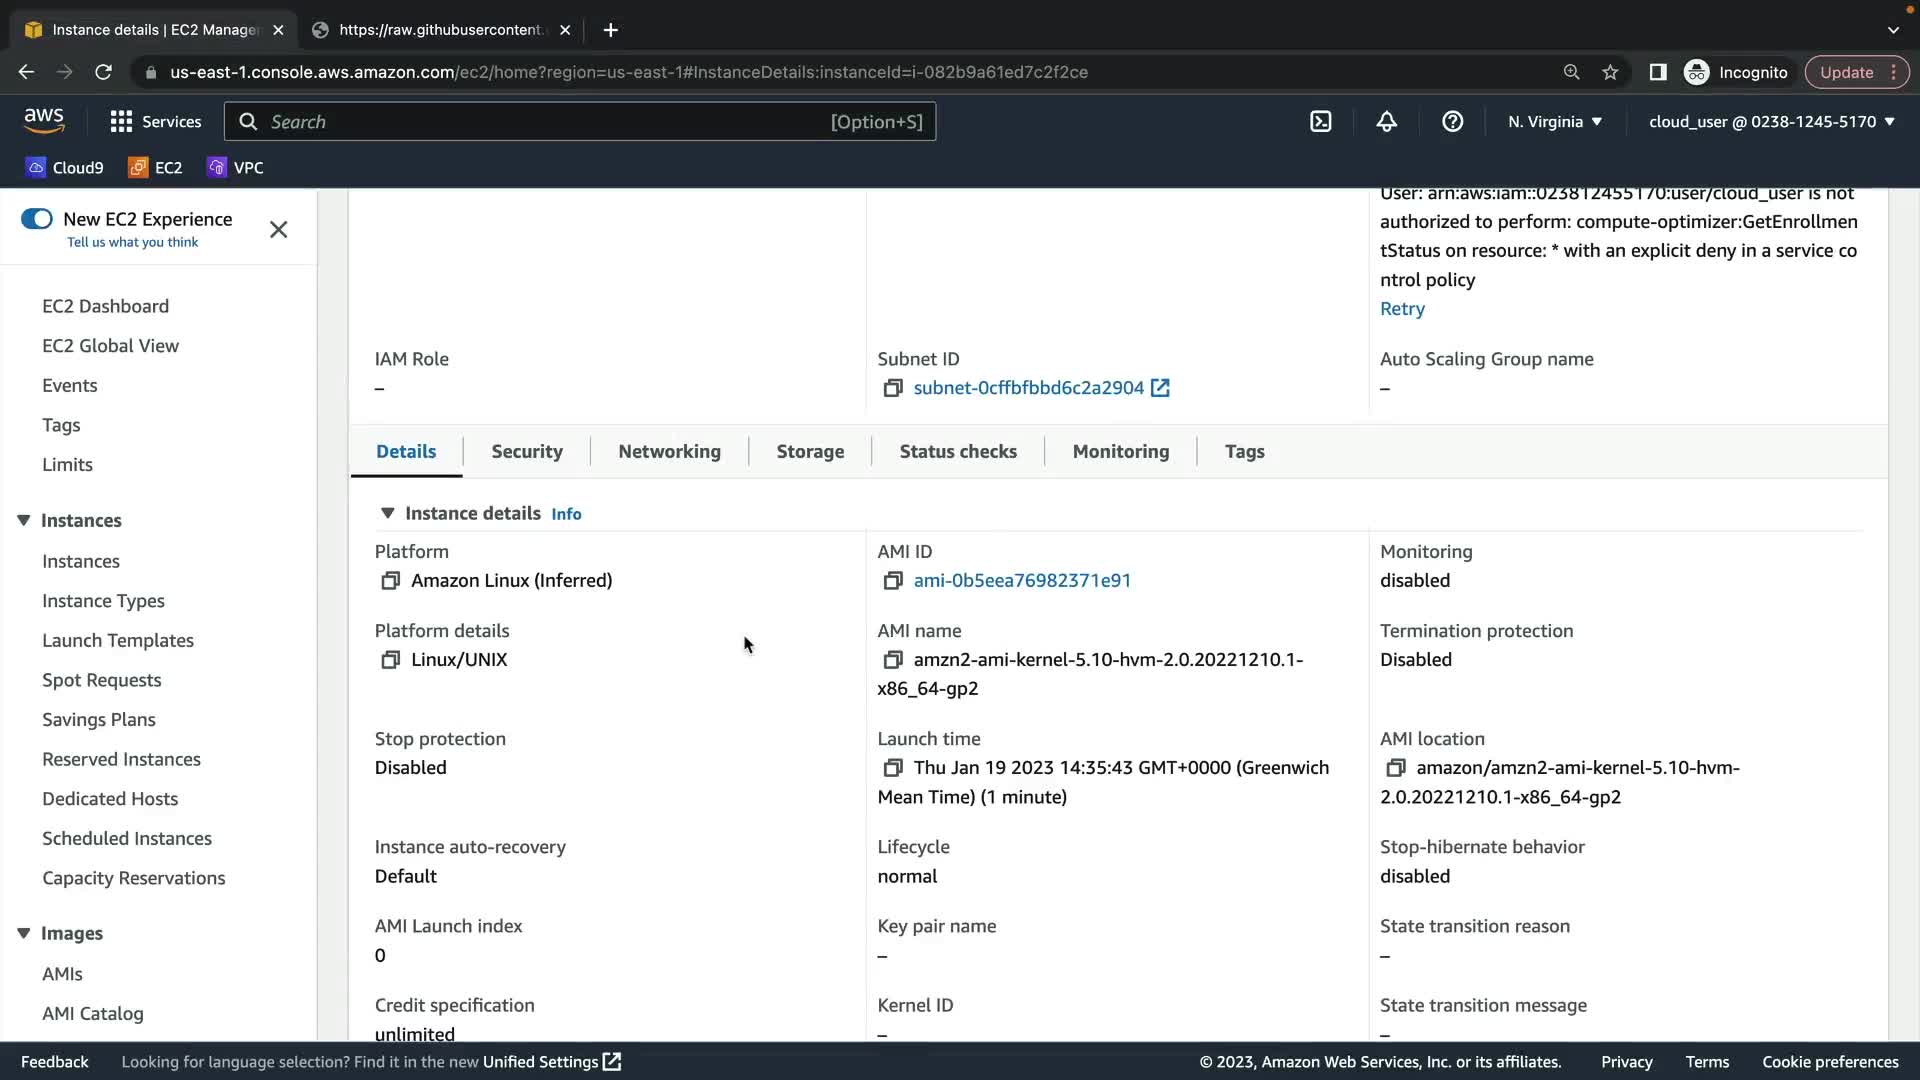 Instance details | EC2 Manage
https://raw.githubusercontent.
us-east-1.console.aws.amazon.com/ec2/home?region=us-east-1#InstanceDetails:instanceId=i-082b9a61ed7c2f2ce
Incognito
Update
aws
Services
Search
[Option+S]
N. Virginia
cloud_user @ 0238-1245-5170
Cloud9
EC2
VPC
New EC2 Experience
Tell us what you think
EC2 Dashboard
EC2 Global View
Events
Tags
Limits
Instances
Instances
Instance Types
Launch Templates
Spot Requests
Savings Plans
Reserved Instances
Dedicated Hosts
Scheduled Instances
Capacity Reservations
Images
AMIs
AMI Catalog
User: arn:aws:iam::023812455170:user/cloud_user is not
authorized to perform: compute-optimizer:GetEnrollmen
tStatus on resource: * with an explicit deny in a service co
ntrol policy
Retry
IAM Role
–
Subnet ID
subnet-0cffbfbbd6c2a2904
Auto Scaling Group name
–
Details
Security
Networking
Storage
Status checks
Monitoring
Tags
Instance details Info
Platform
Amazon Linux (Inferred)
AMI ID
ami-0b5eea76982371e91
Monitoring
disabled
Platform details
Linux/UNIX
AMI name
amzn2-ami-kernel-5.10-hvm-2.0.20221210.1-
x86_64-gp2
Termination protection
Disabled
Stop protection
Disabled
Launch time
Thu Jan 19 2023 14:35:43 GMT+0000 (Greenwich
Mean Time) (1 minute)
AMI location
amazon/amzn2-ami-kernel-5.10-hvm-
2.0.20221210.1-x86_64-gp2
Instance auto-recovery
Default
Lifecycle
normal
Stop-hibernate behavior
disabled
AMI Launch index
0
Key pair name
–
State transition reason
–
Credit specification
unlimited
Kernel ID
–
State transition message
–
Feedback
Looking for language selection? Find it in the new Unified Settings
© 2023, Amazon Web Services, Inc. or its affiliates.
Privacy
Terms
Cookie preferences